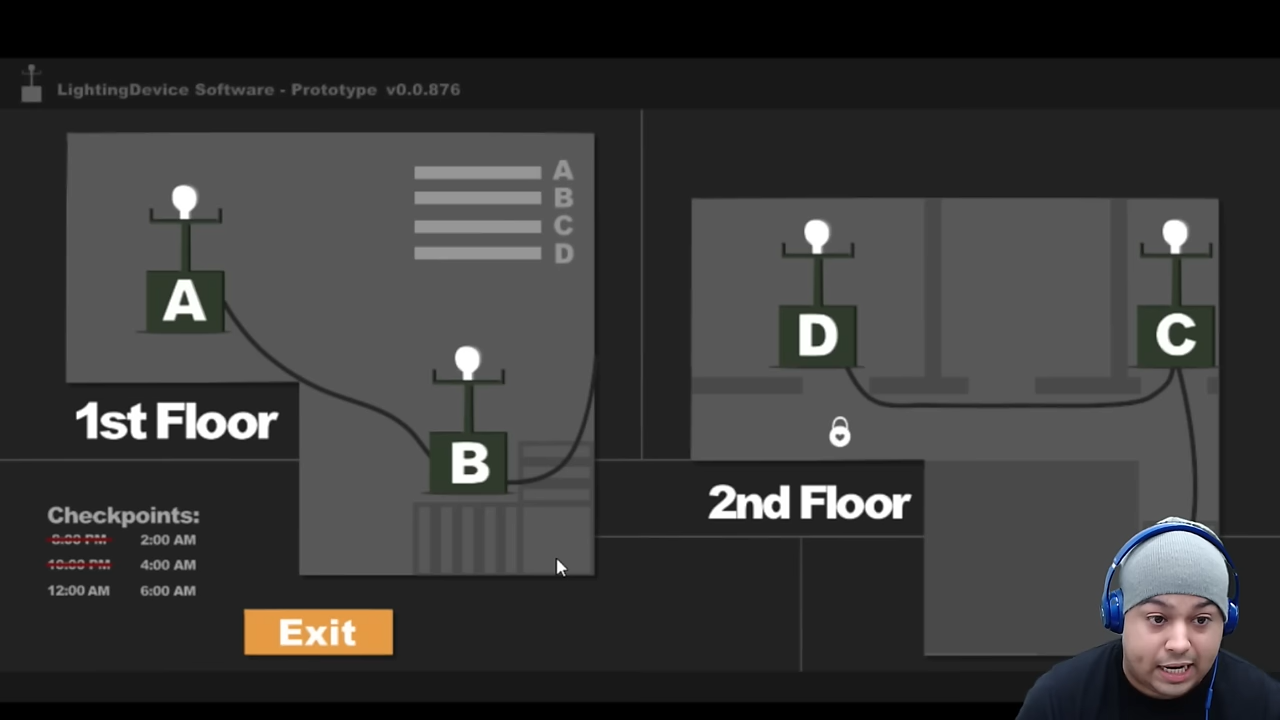 LightingDevice Software - Prototype v0.0.876
A
B
C
D
A
B
1st Floor
D
C
2nd Floor
Checkpoints:
8:00 PM 2:00 AM
10:00 PM 4:00 AM
12:00 AM 6:00 AM
Exit